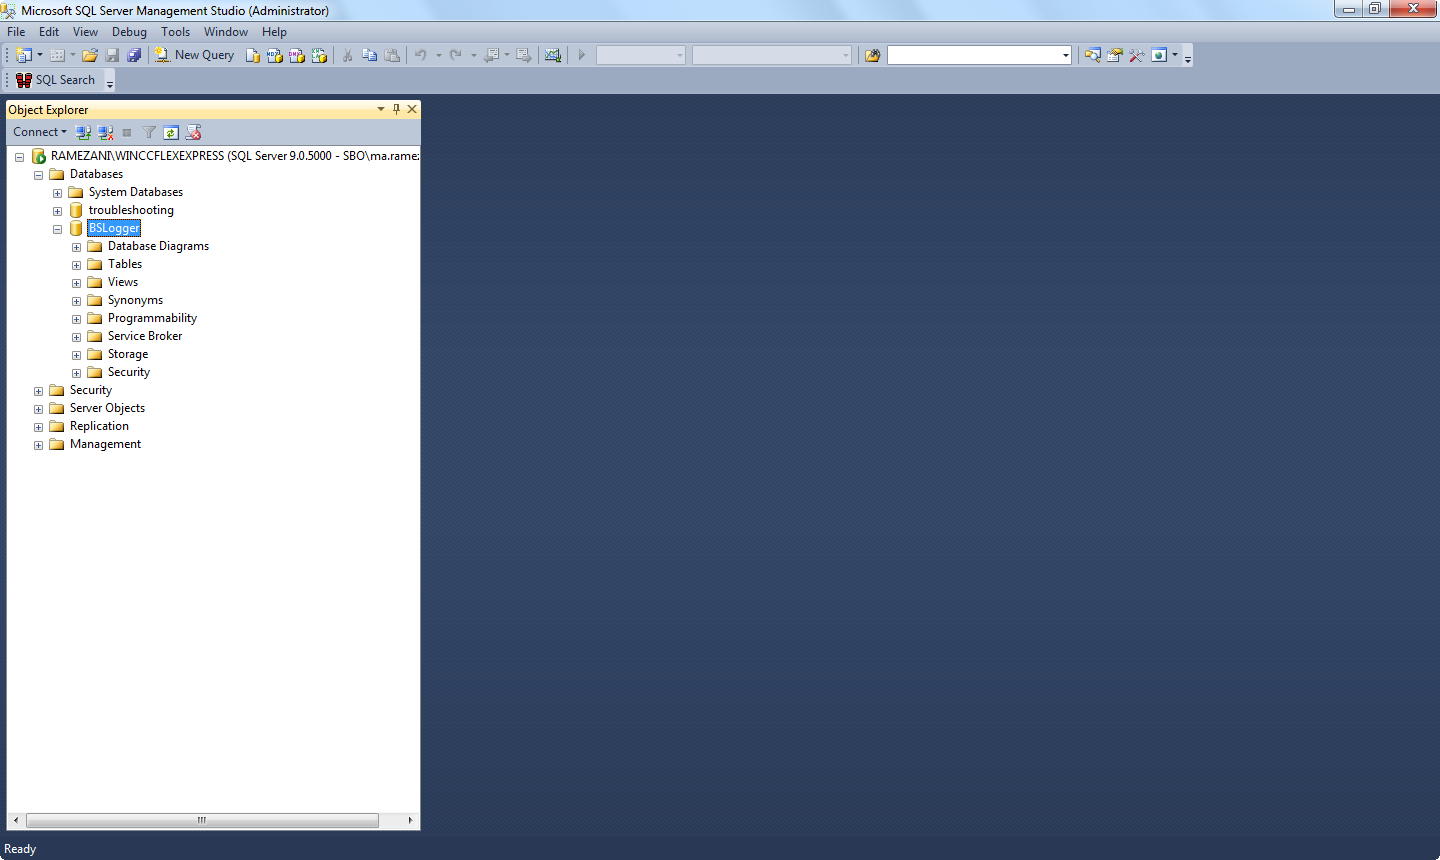 Microsoft SQL Server Management Studio (Administrator)
File Edit View Debug Tools Window Help
New Query
SQL Search
Object Explorer
Connect
RAMEZANI\WINCCFLEXEXPRESS (SQL Server 9.0.5000 - SBO\ma.ramez
Databases
System Databases
troubleshooting
BSLogger
Database Diagrams
Tables
Views
Synonyms
Programmability
Service Broker
Storage
Security
Security
Server Objects
Replication
Management
Ready